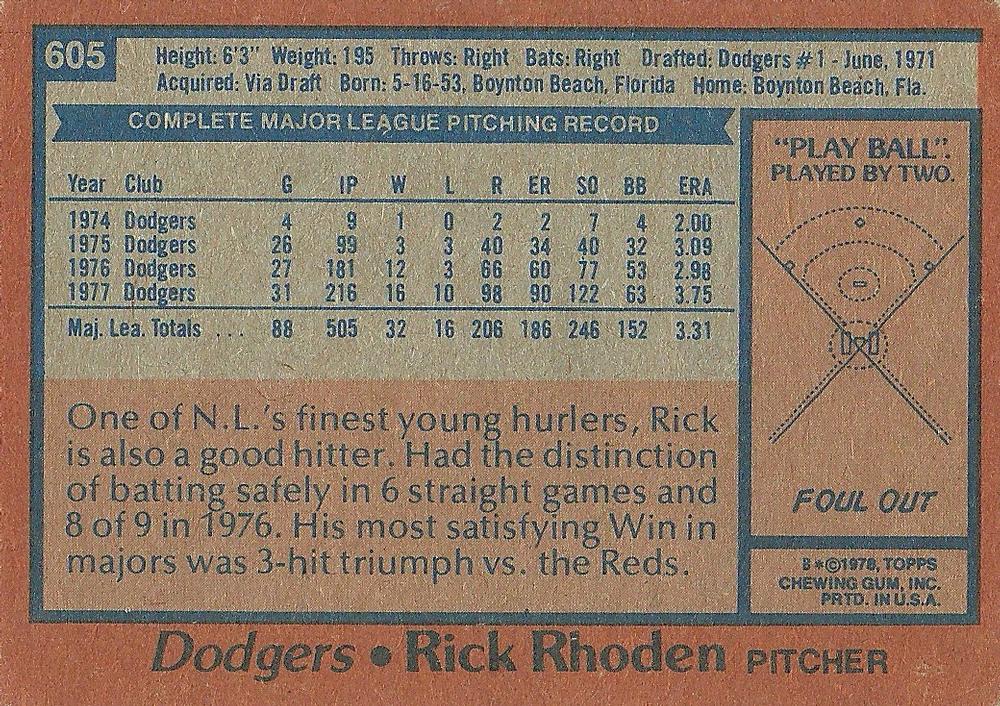 605
Height: 6'3" Weight: 195 Throws: Right Bats: Right Drafted: Dodgers #1 - June, 1971
Acquired: Via Draft Born: 5-16-53, Boynton Beach, Florida Home: Boynton Beach, Fla.
COMPLETE MAJOR LEAGUE PITCHING RECORD
Year Club G IP W L R ER SO BB ERA
1974 Dodgers 4 9 1 0 2 2 7 4 2.00
1975 Dodgers 26 99 3 3 40 34 40 32 3.09
1976 Dodgers 27 181 12 3 66 60 77 53 2.98
1977 Dodgers 31 216 16 10 98 90 122 63 3.75
Maj. Lea. Totals ... 88 505 32 16 206 186 246 152 3.31
One of N.L.'s finest young hurlers, Rick
is also a good hitter. Had the distinction
of batting safely in 6 straight games and
8 of 9 in 1976. His most satisfying Win in
majors was 3-hit triumph vs. the Reds.
"PLAY BALL".
PLAYED BY TWO.
FOUL OUT
B*©1978, TOPPS
CHEWING GUM, INC.
PRTD. IN U.S.A.
Dodgers • Rick Rhoden PITCHER